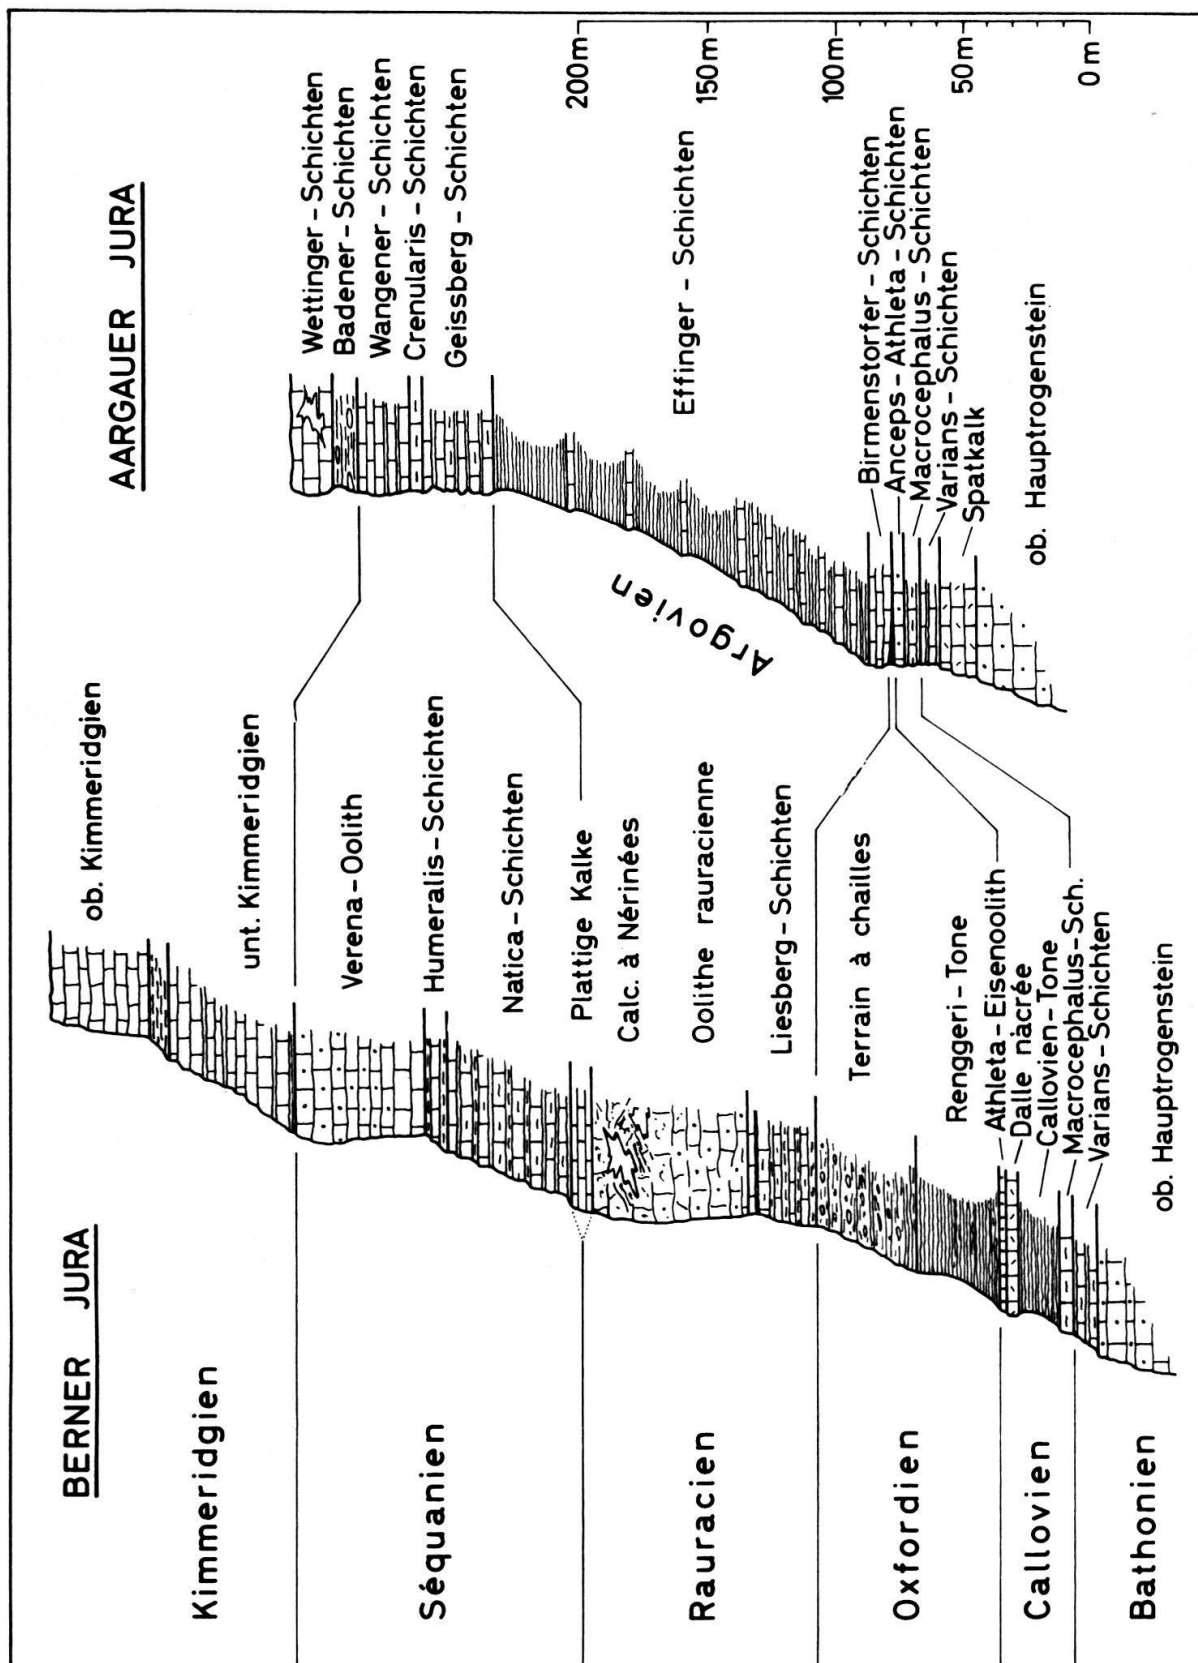 BERNER JURA
AARGAUER JURA
Kimmeridgien
Séquanien
Rauracien
Oxfordien
Callovien
Bathonien
ob. Kimmeridgien
unt. Kimmeridgien
Verena-Oolith
Humeralis-Schichten
Natica-Schichten
Plattige Kalke
Calc. à Nérinées
Oolithe rauracienne
Liesberg-Schichten
Terrain à chailles
Renggeri-Tone
Athleta-Eisenoolith
Dalle nacrée
Callovien-Tone
Macrocephalus-Sch.
Varians-Schichten
ob. Hauptrogenstein
Argovien
Wettinger-Schichten
Badener-Schichten
Wangener-Schichten
Crenularis-Schichten
Geissberg-Schichten
Effinger-Schichten
Birmenstorfer-Schichten
Anceps-Athleta-Schichten
Macrocephalus-Schichten
Varians-Schichten
Spatkalk
ob. Hauptrogenstein
200m
150m
100m
50m
0m